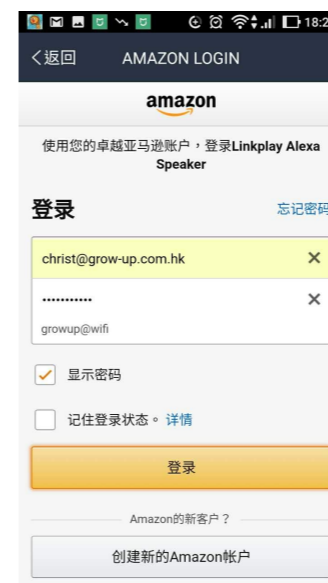 18:2
返回
AMAZON LOGIN
amazon
使用您的卓越亚马逊账户，登录Linkplay Alexa
Speaker
登录
忘记密码
christ@grow-up.com.hk
•••••••••••
growup@wifi
显示密码
记住登录状态。 详情
登录
Amazon的新客户？
创建新的Amazon帐户